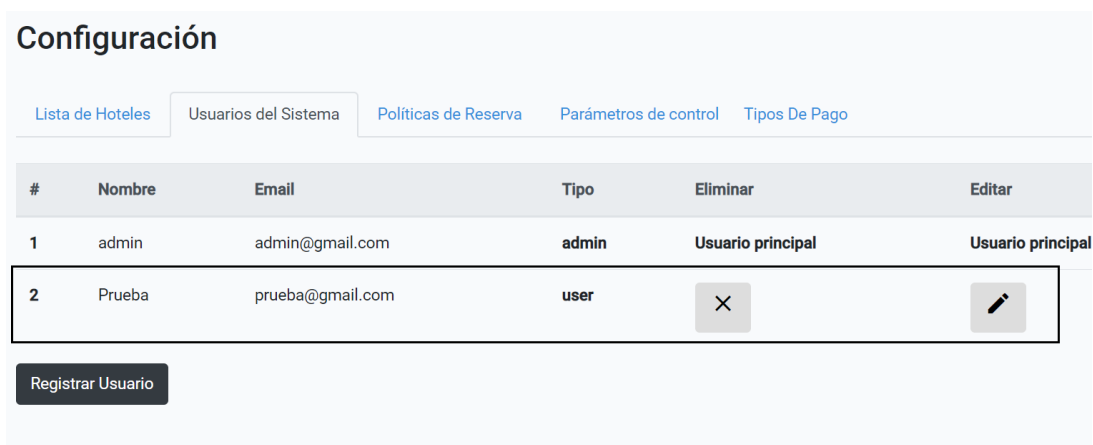 Configuración
Lista de Hoteles Usuarios del Sistema Políticas de Reserva Parámetros de control Tipos De Pago
# Nombre Email Tipo Eliminar Editar
1 admin admin@gmail.com admin Usuario principal Usuario principal
2 Prueba prueba@gmail.com user
Registrar Usuario